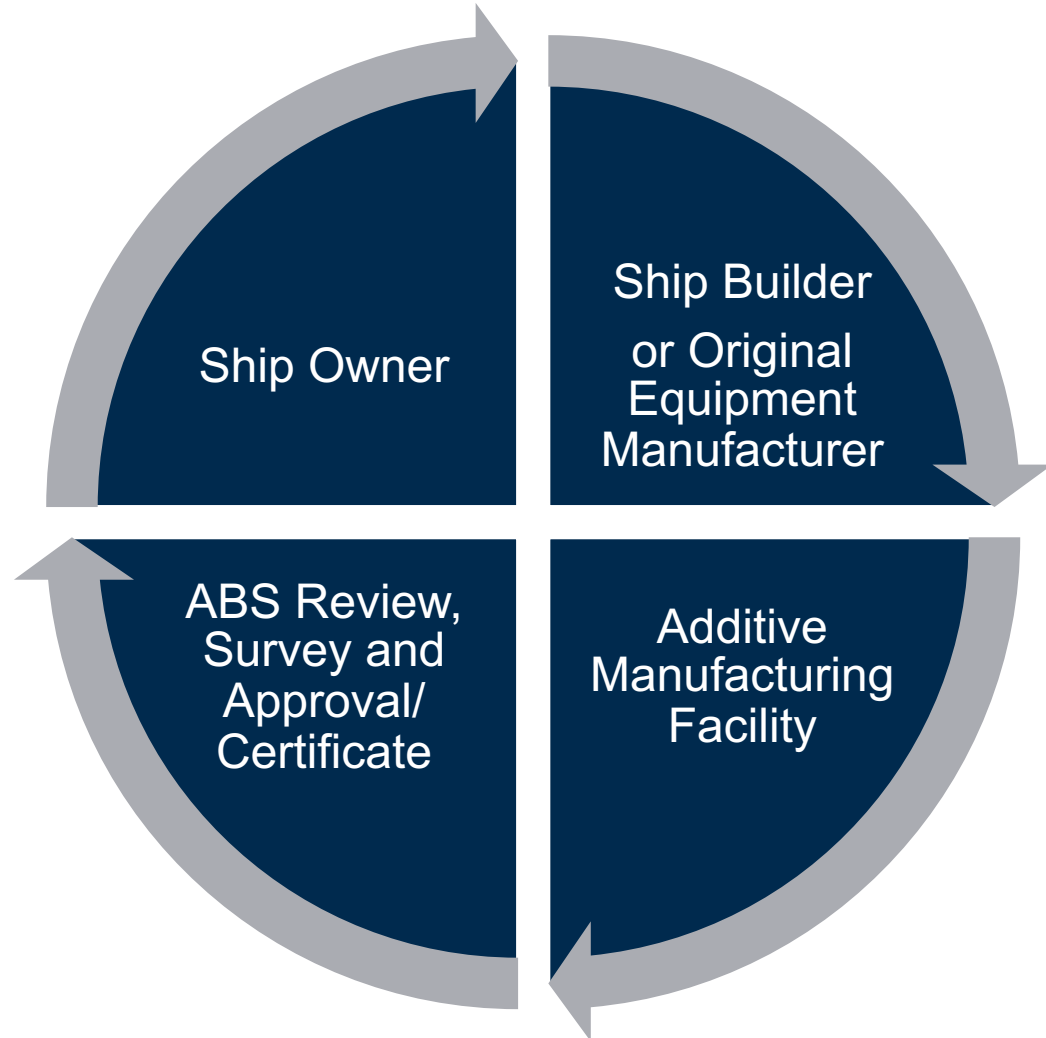 Ship Owner
Ship Builder
or Original
Equipment
Manufacturer
ABS Review,
Survey and
Approval/
Certificate
Additive
Manufacturing
Facility